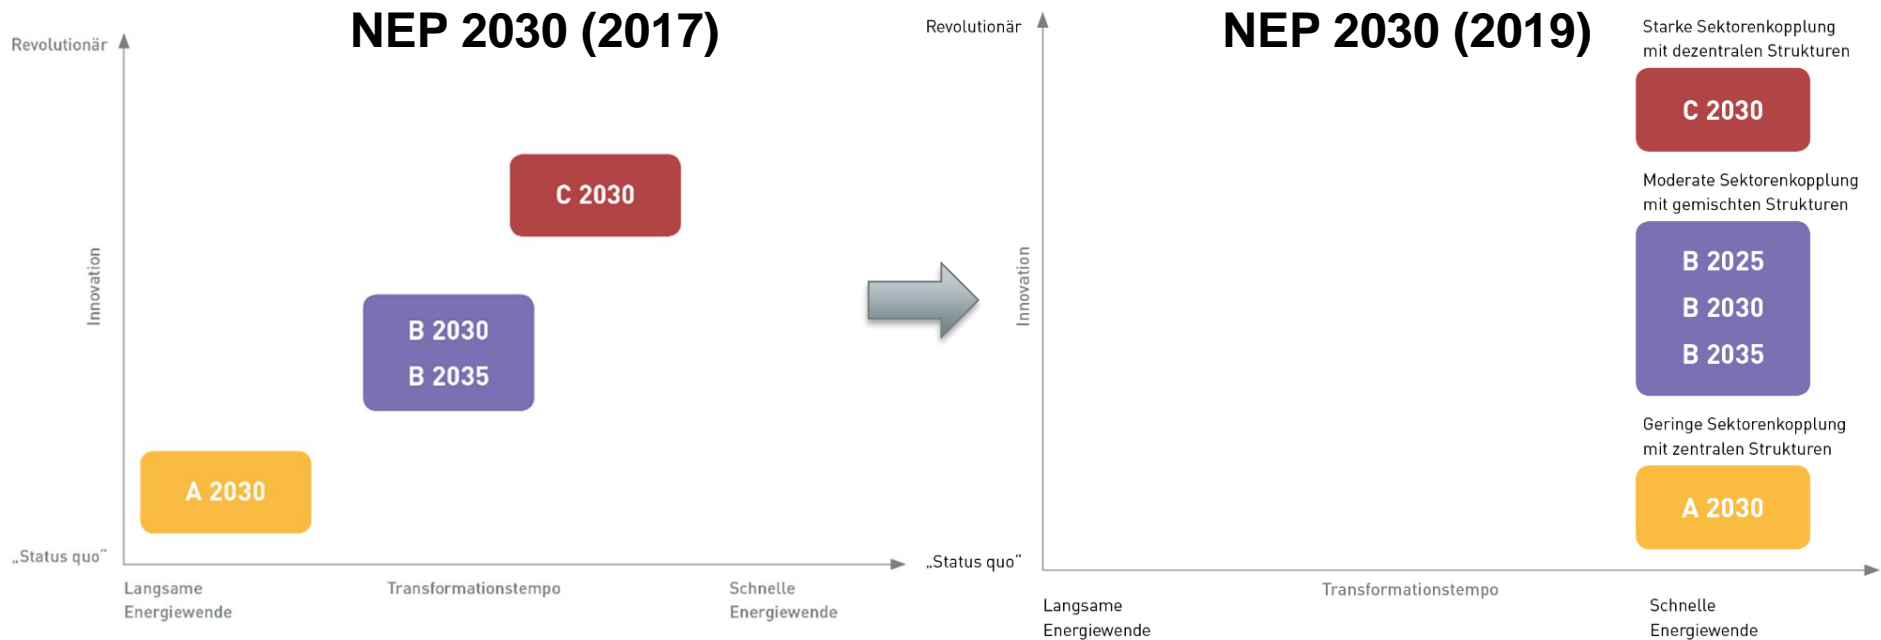 NEP 2030 (2017)
Revolutionär
Innovation
C 2030
B 2030
B 2035
A 2030
„Status quo“
Langsame
Energiewende
Transformationstempo
Schnelle
Energiewende
NEP 2030 (2019)
Revolutionär
Innovation
Starke Sektorenkopplung
mit dezentralen Strukturen
C 2030
Moderate Sektorenkopplung
mit gemischten Strukturen
B 2025
B 2030
B 2035
Geringe Sektorenkopplung
mit zentralen Strukturen
A 2030
„Status quo“
Langsame
Energiewende
Transformationstempo
Schnelle
Energiewende